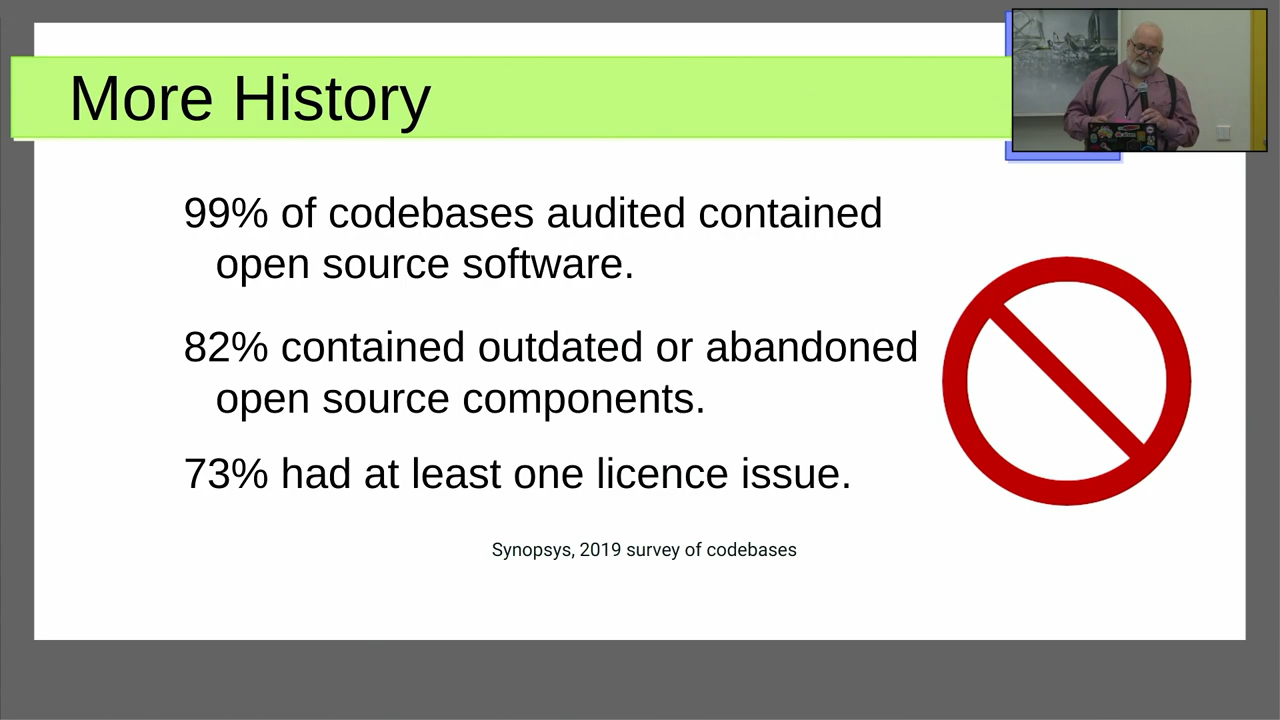 More History
99% of codebases audited contained
open source software.
82% contained outdated or abandoned
open source components.
73% had at least one licence issue.
Synopsys, 2019 survey of codebases